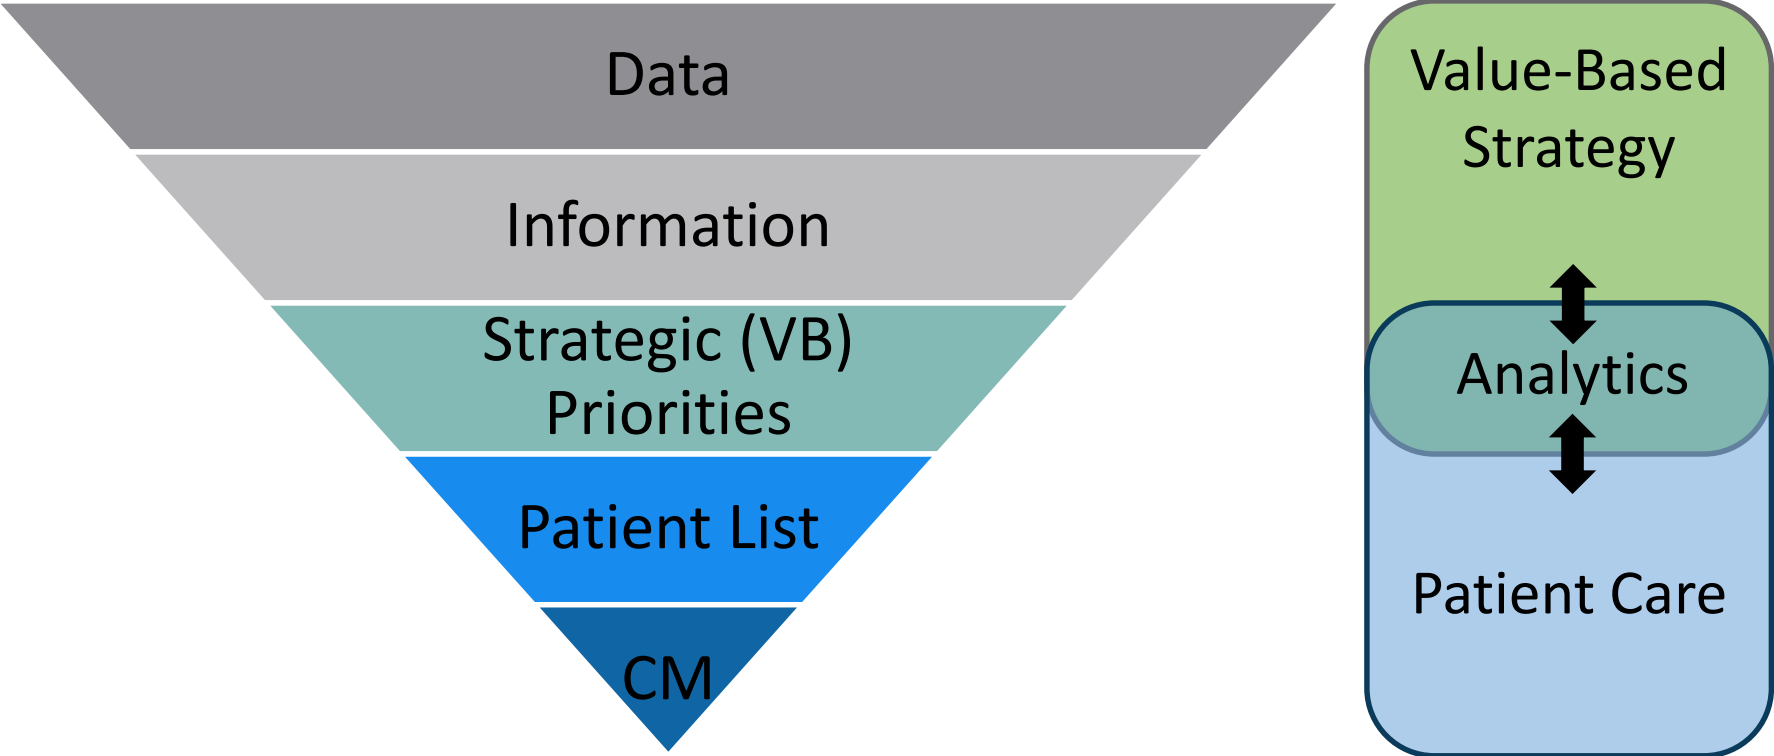 Data
Information
Strategic (VB)
Priorities
Patient List
CM
Value-Based
Strategy
Analytics
Patient Care